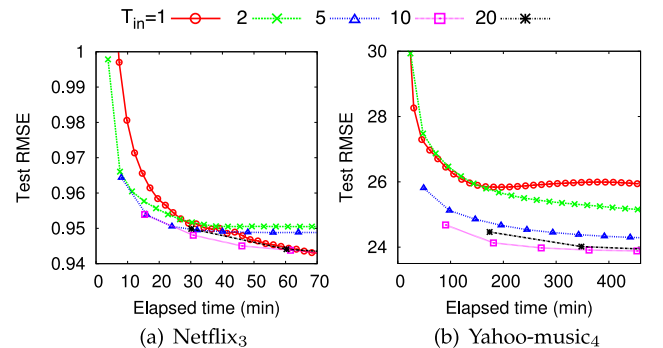 T_in=1 2 5 10 20
Test RMSE
1
0.99
0.98
0.97
0.96
0.95
0.94
0 10 20 30 40 50 60 70
Elapsed time (min)
(a) Netflix₃
Test RMSE
30
28
26
24
0 100 200 300 400
Elapsed time (min)
(b) Yahoo-music₄